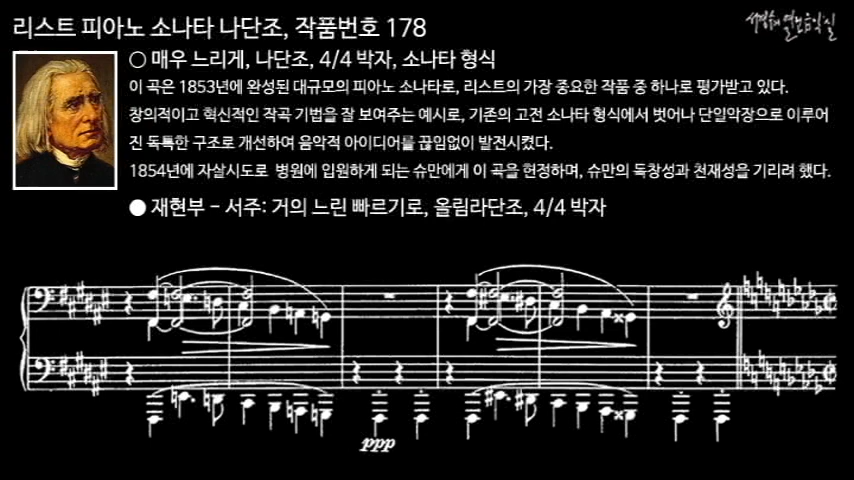 리스트 피아노 소나타 나단조, 작품번호 178
○ 매우 느리게, 나단조, 4/4 박자, 소나타 형식
이 곡은 1853년에 완성된 대규모의 피아노 소나타로, 리스트의 가장 중요한 작품 중 하나로 평가받고 있다.
창의적이고 혁신적인 작곡 기법을 잘 보여주는 예시로, 기존의 고전 소나타 형식에서 벗어나 단일악장으로 이루어
진 독특한 구조로 개선하여 음악적 아이디어를 끊임없이 발전시켰다.
1854년에 자살시도로 병원에 입원하게 되는 슈만에게 이 곡을 헌정하며, 슈만의 독창성과 천재성을 기리려 했다.
● 재현부 - 서주: 거의 느린 빠르기로, 올림라단조, 4/4 박자
ppp